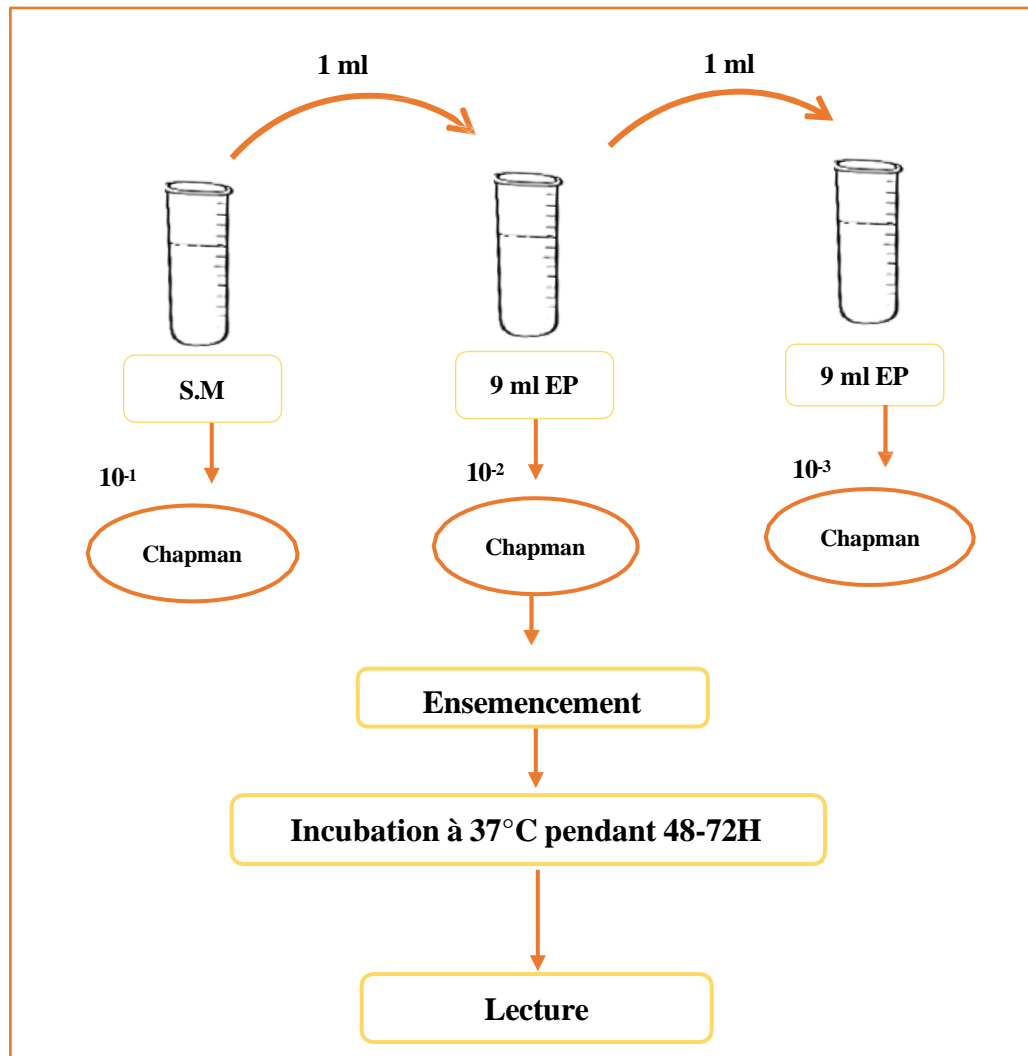 1 ml
1 ml
S.M
9 ml EP
9 ml EP
10-1
10-2
10-3
Chapman
Chapman
Chapman
Ensemencement
Incubation à 37°C pendant 48-72H
Lecture